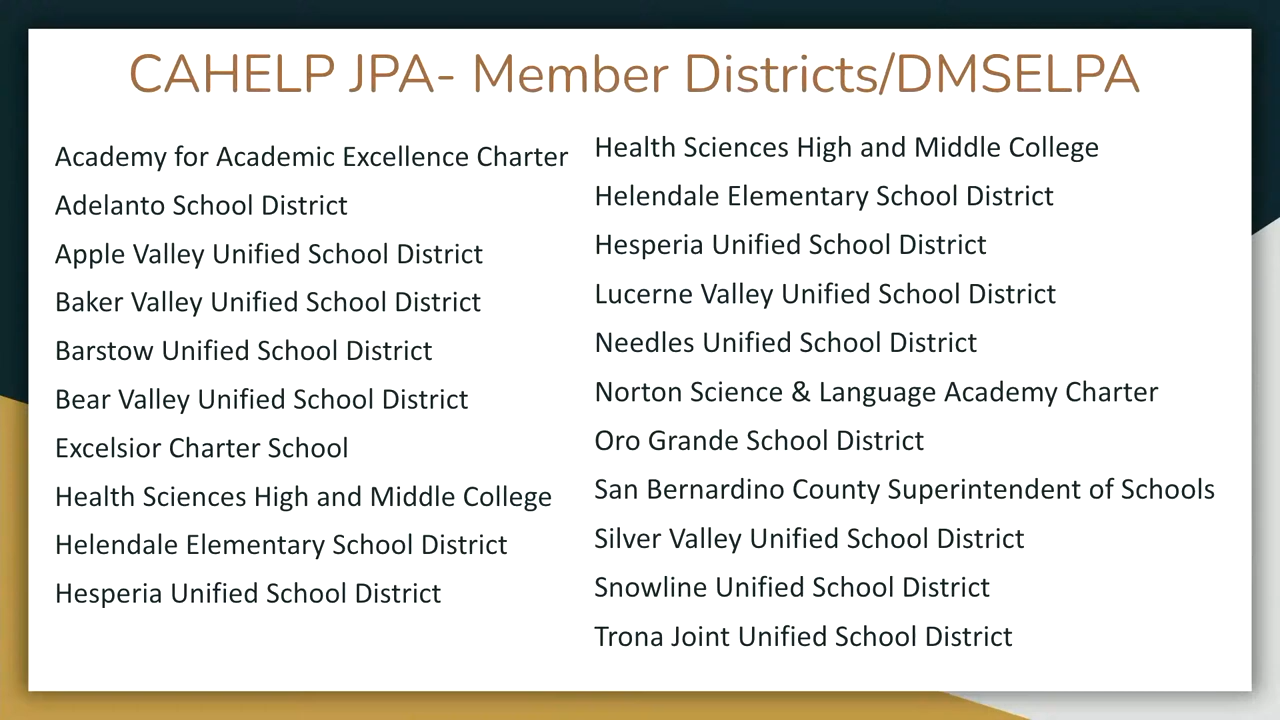 CAHELP JPA- Member Districts/DMSELPA
Academy for Academic Excellence Charter
Adelanto School District
Apple Valley Unified School District
Baker Valley Unified School District
Barstow Unified School District
Bear Valley Unified School District
Excelsior Charter School
Health Sciences High and Middle College
Helendale Elementary School District
Hesperia Unified School District
Health Sciences High and Middle College
Helendale Elementary School District
Hesperia Unified School District
Lucerne Valley Unified School District
Needles Unified School District
Norton Science & Language Academy Charter
Oro Grande School District
San Bernardino County Superintendent of Schools
Silver Valley Unified School District
Snowline Unified School District
Trona Joint Unified School District